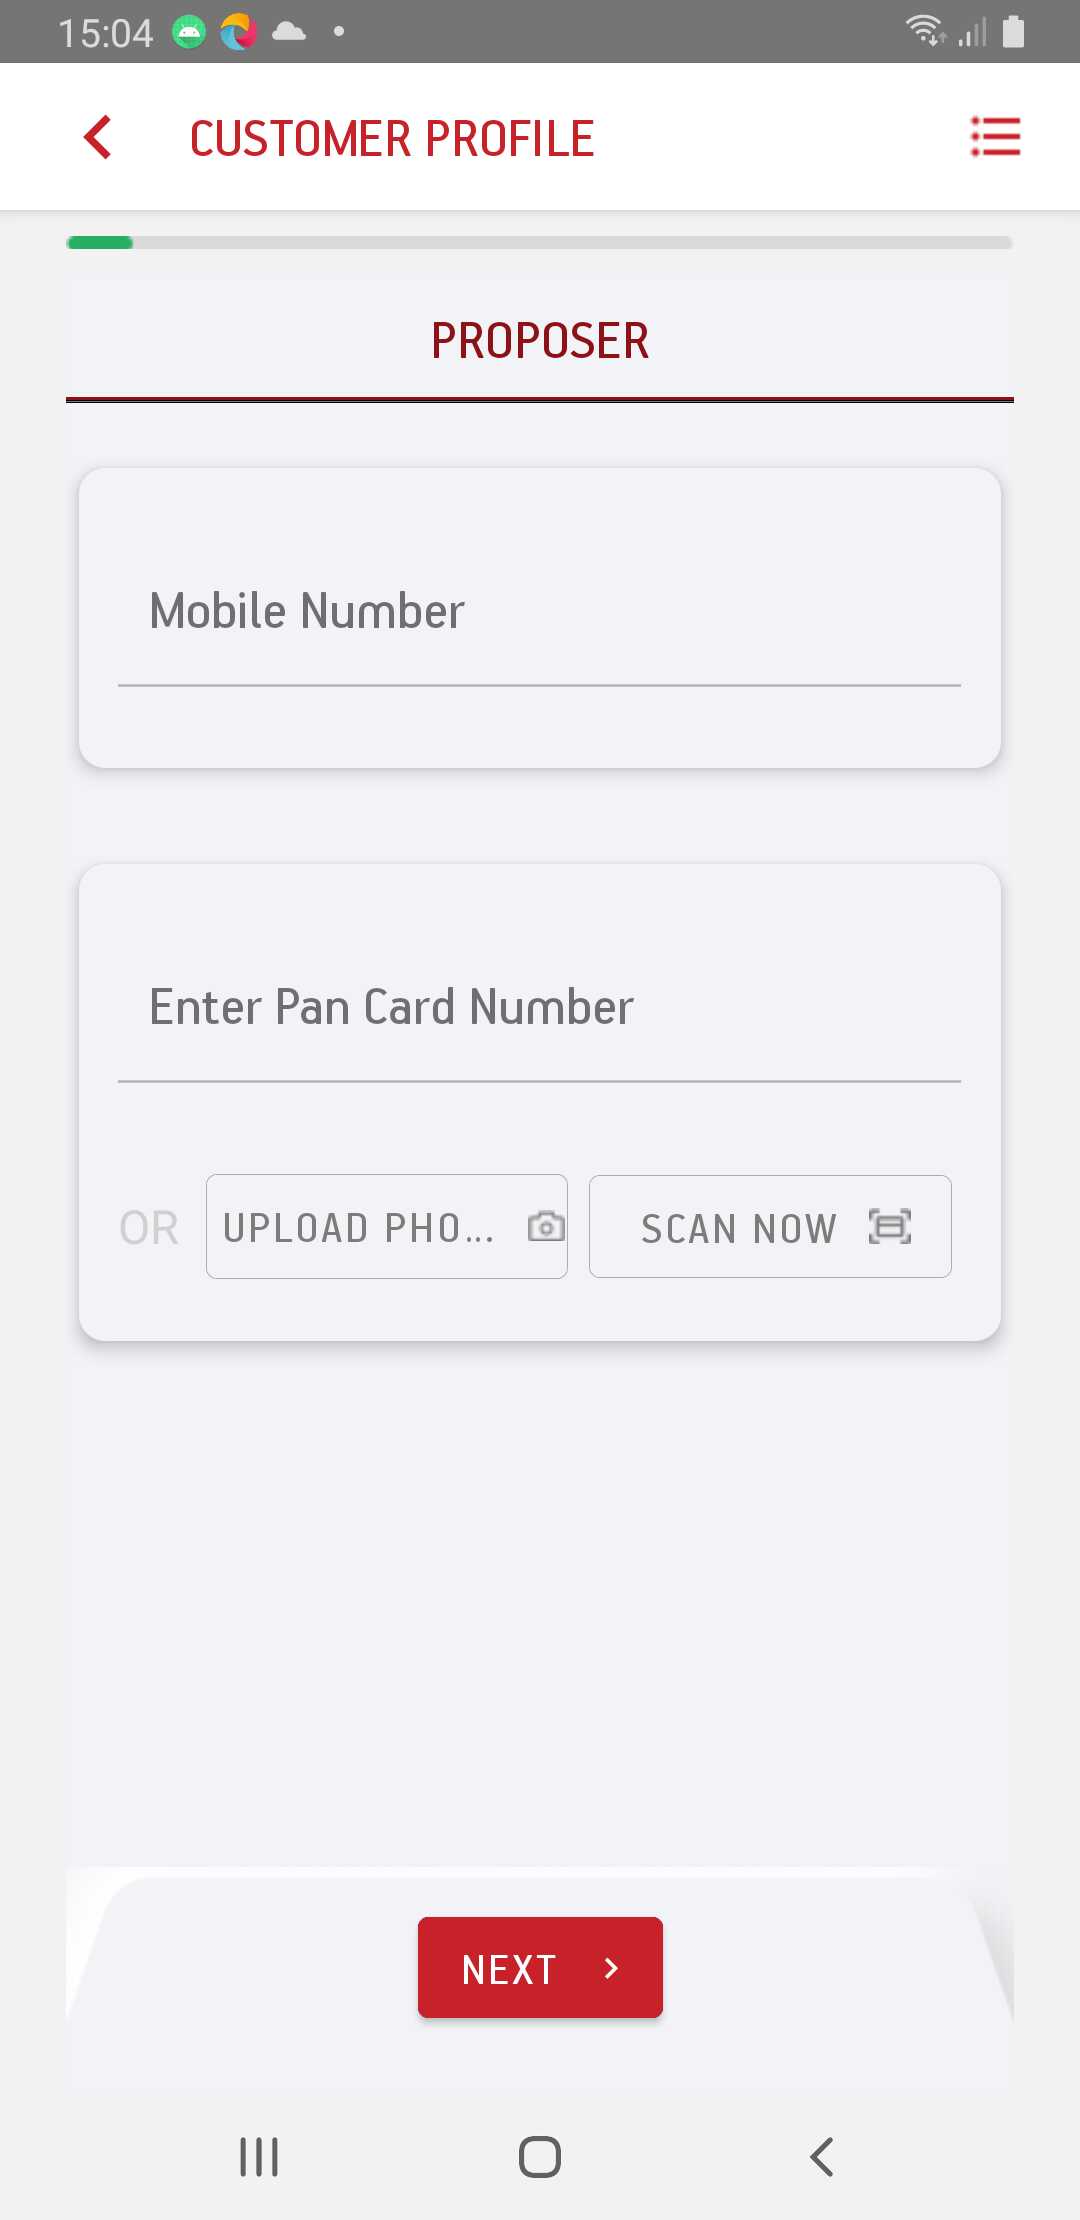 15:04
CUSTOMER PROFILE
PROPOSER
Mobile Number
Enter Pan Card Number
OR UPLOAD PHO... SCAN NOW
NEXT